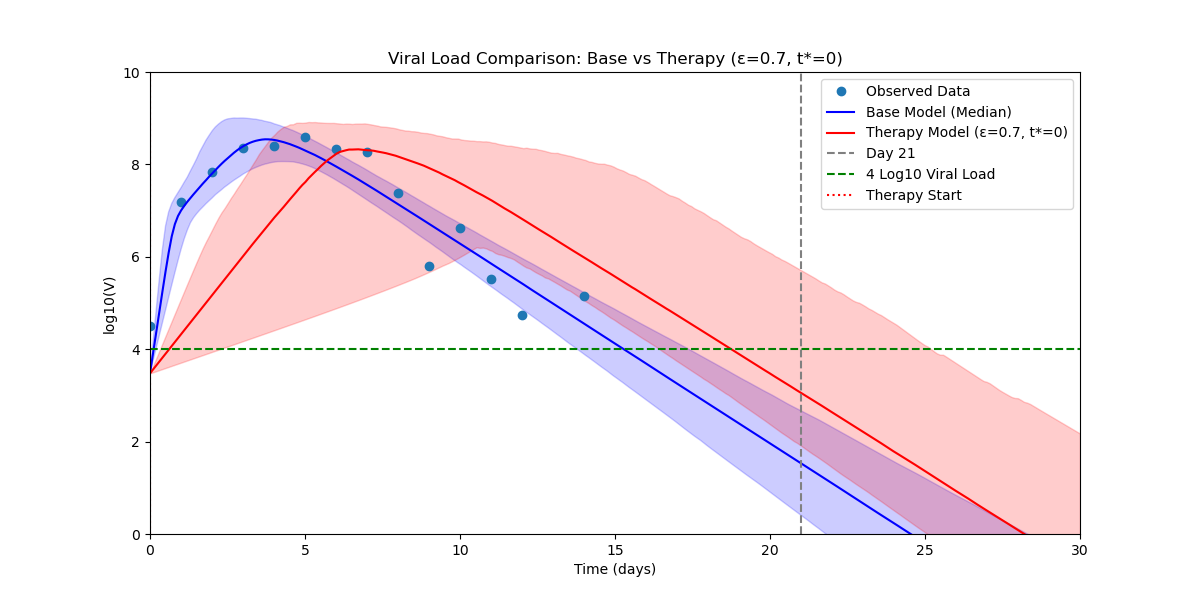 Viral Load Comparison: Base vs Therapy (ε=0.7, t*=0)
Observed Data
Base Model (Median)
Therapy Model (ε=0.7, t*=0)
Day 21
4 Log10 Viral Load
Therapy Start
log10(V)
10
8
6
4
2
0
0
5
10
15
20
25
30
Time (days)